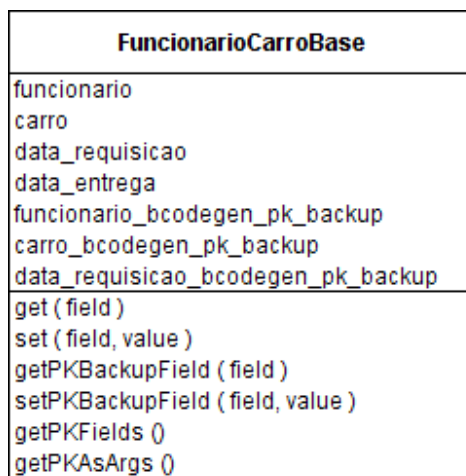 FuncionarioCarroBase
funcionario
carro
data_requisicao
data_entrega
funcionario_bcodegen_pk_backup
carro_bcodegen_pk_backup
data_requisicao_bcodegen_pk_backup
get ( field )
set ( field, value )
getPKBackupField ( field )
setPKBackupField ( field, value )
getPKFields ()
getPKAsArgs ()